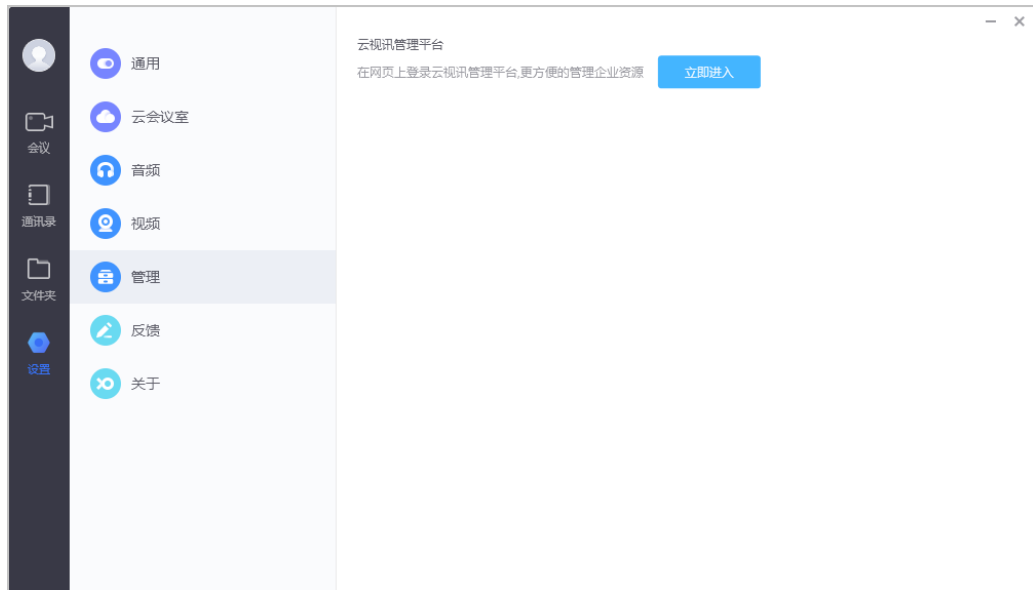 会议
通讯录
文件夹
设置
通用
云会议室
音频
视频
管理
反馈
关于
云视讯管理平台
在网页上登录云视讯管理平台,更方便的管理企业资源 立即进入